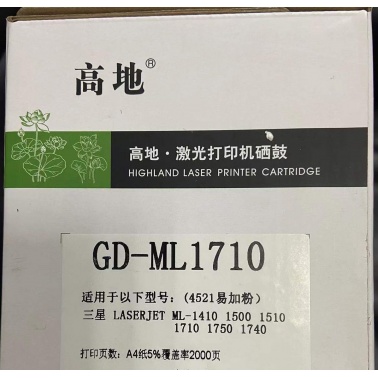 高地®
高地·激光打印机硒鼓
HIGHLAND LASER PRINTER CARTRIDGE
GD-ML1710
适用于以下型号：(4521易加粉)
三星 LASERJET ML-1410 1500 1510
1710 1750 1740
打印页数：A4纸5%覆盖率2000页